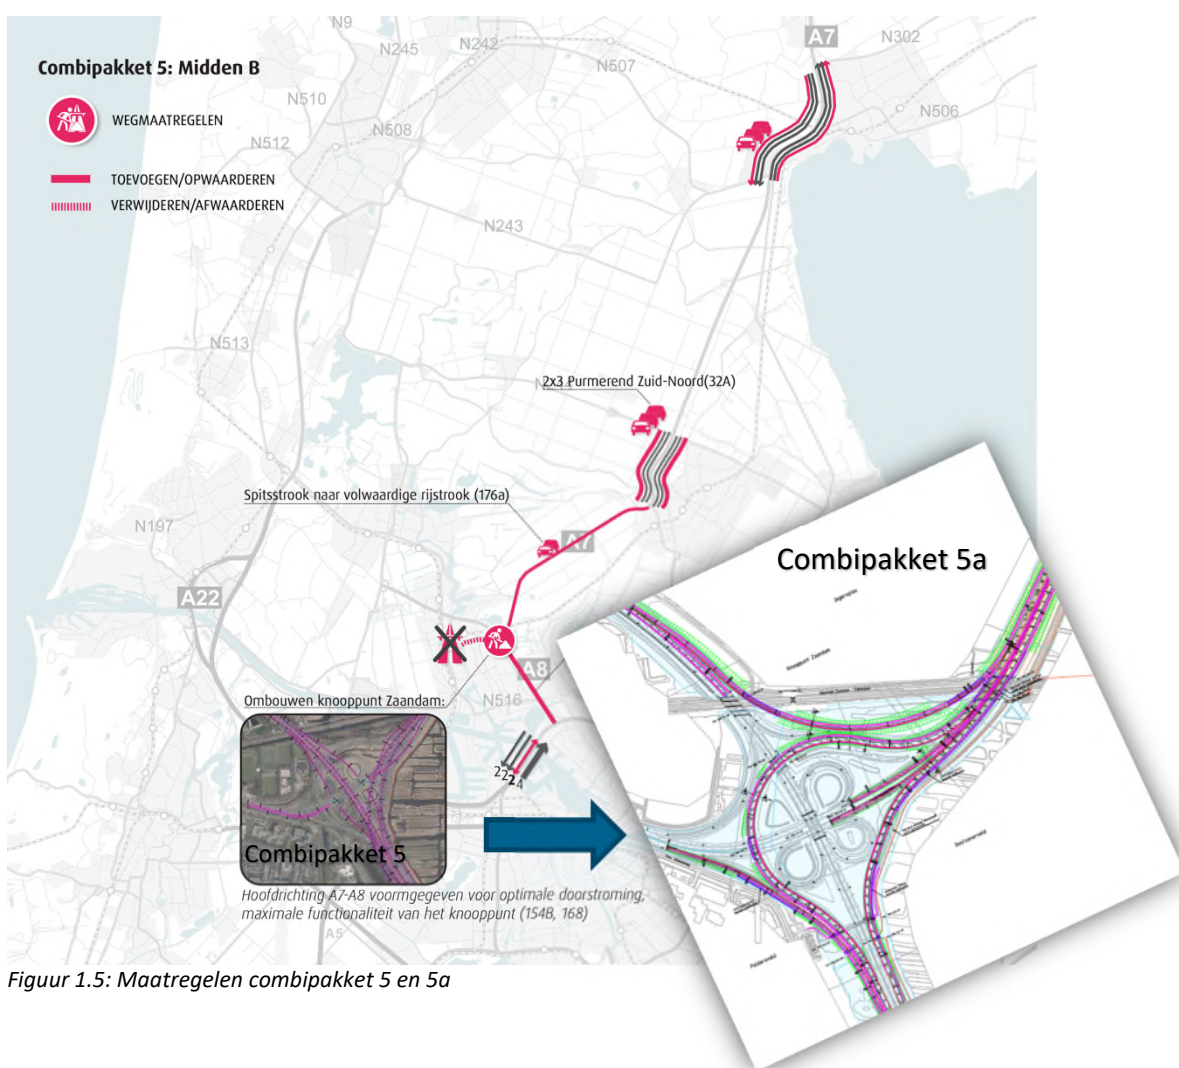 A7
N9
N302
N245
N242
N507
Combipakket 5: Midden B
N510
N506
WEGMAATREGELEN
N508
N512
TOEVOEGEN/OPWAARDEREN
VERWIJDEREN/AFWAARDEREN
N243
N513
2x3 Purmerend Zuid-Noord(32A)
Spitsstrook naar volwaardige rijstrook (176a)
N197
A7
Combipakket 5a
A22
Knooppunt Zaandam
A8
Ombouwen knooppunt Zaandam:
N516
2 2 2 4
Combipakket 5
Hoofdrichting A7-A8 voormgegeven voor optimale doorstroming,
maximale functionaliteit van het knooppunt (154B, 168)
A5
Figuur 1.5: Maatregelen combipakket 5 en 5a